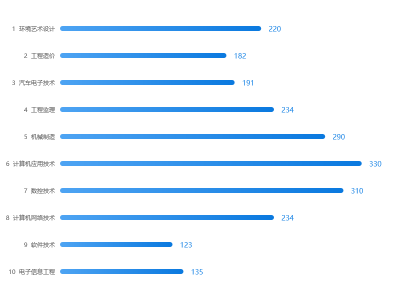 1 环境艺术设计 220
2 工程造价 182
3 汽车电子技术 191
4 工程监理 234
5 机械制造 290
6 计算机应用技术 330
7 数控技术 310
8 计算机网络技术 234
9 软件技术 123
10 电子信息工程 135